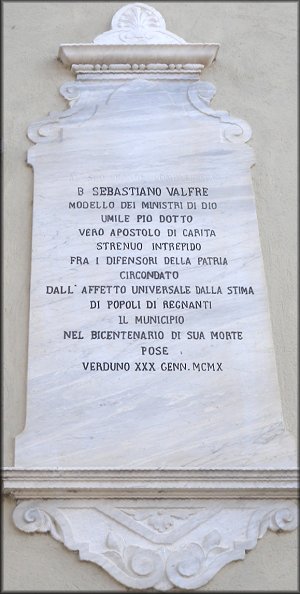 B SEBASTIANO VALFRE
MODELLO DEI MINISTRI DI DIO
UMILE PIO DOTTO
VERO APOSTOLO DI CARITA
STRENUO INTREPIDO
FRA I DIFENSORI DELLA PATRIA
CIRCONDATO
DALL' AFFETTO UNIVERSALE DALLA STIMA
DI POPOLI DI REGNANTI
IL MUNICIPIO
NEL BICENTENARIO DI SUA MORTE
POSE
VERDUNO XXX GENN. MCMX